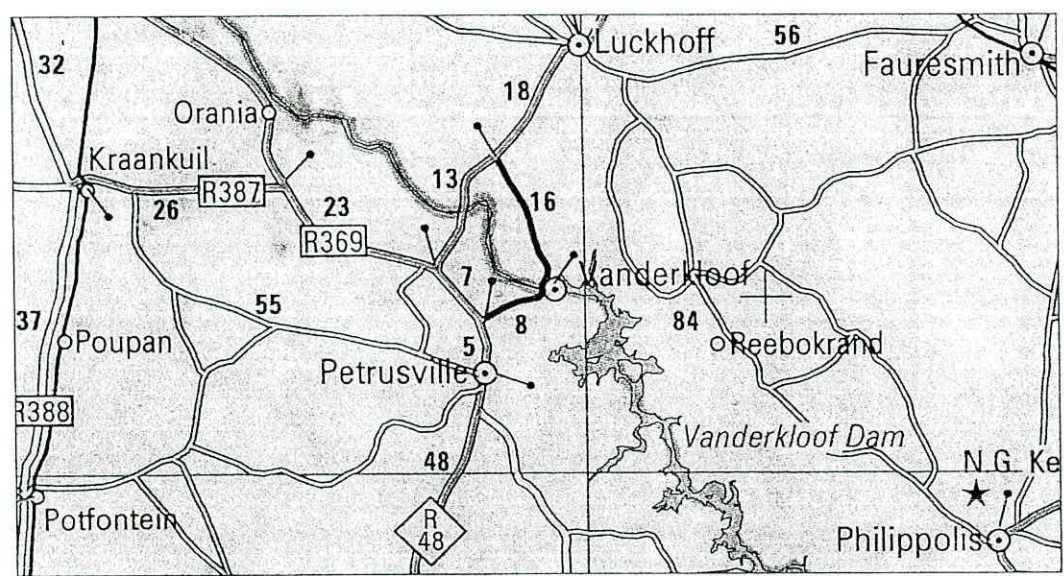 32
Luckhoff
56
Fauresmith
18
Orania
Kraankuil
13
R387
26
23
16
R369
7
Vanderkloof
37
55
8
84
Poupan
5
Reebokrand
Petrusville
R388
Vanderkloof Dam
48
N.G. Ke
Potfontein
R
48
Philippolis